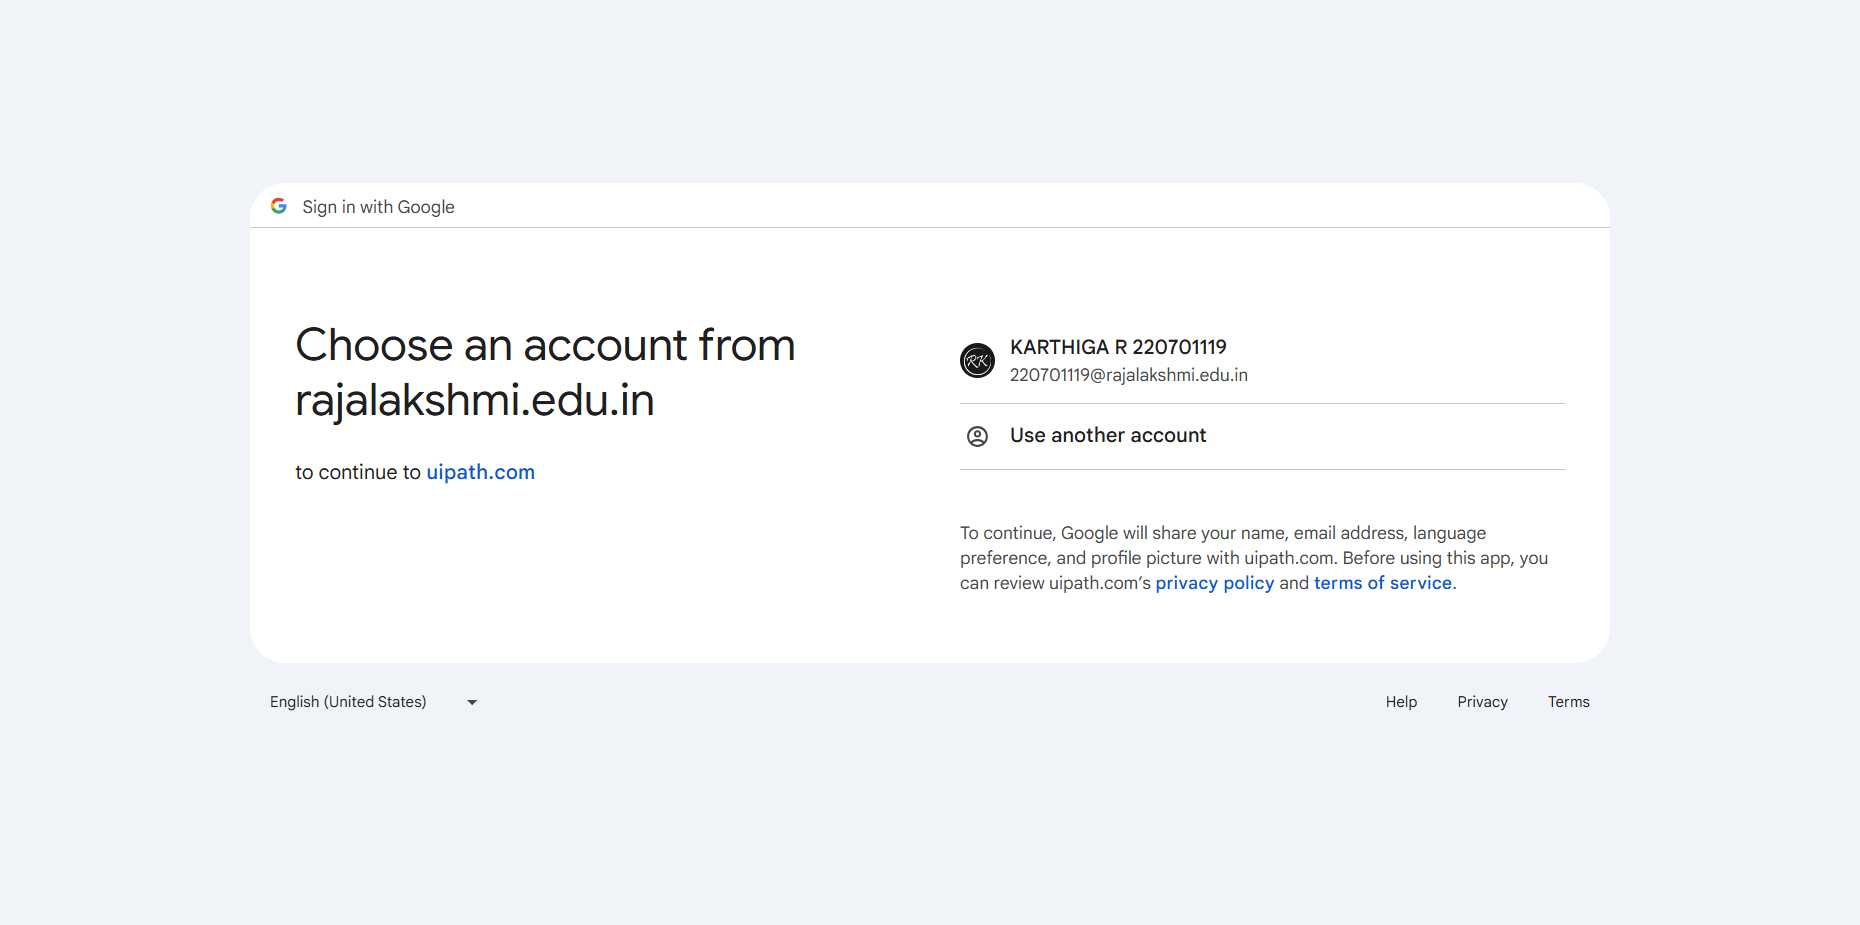 Sign in with Google
Choose an account from
rajalakshmi.edu.in
to continue to uipath.com
RK
KARTHIGA R 220701119
220701119@rajalakshmi.edu.in
Use another account
To continue, Google will share your name, email address, language
preference, and profile picture with uipath.com. Before using this app, you
can review uipath.com’s privacy policy and terms of service.
English (United States)
Help
Privacy
Terms